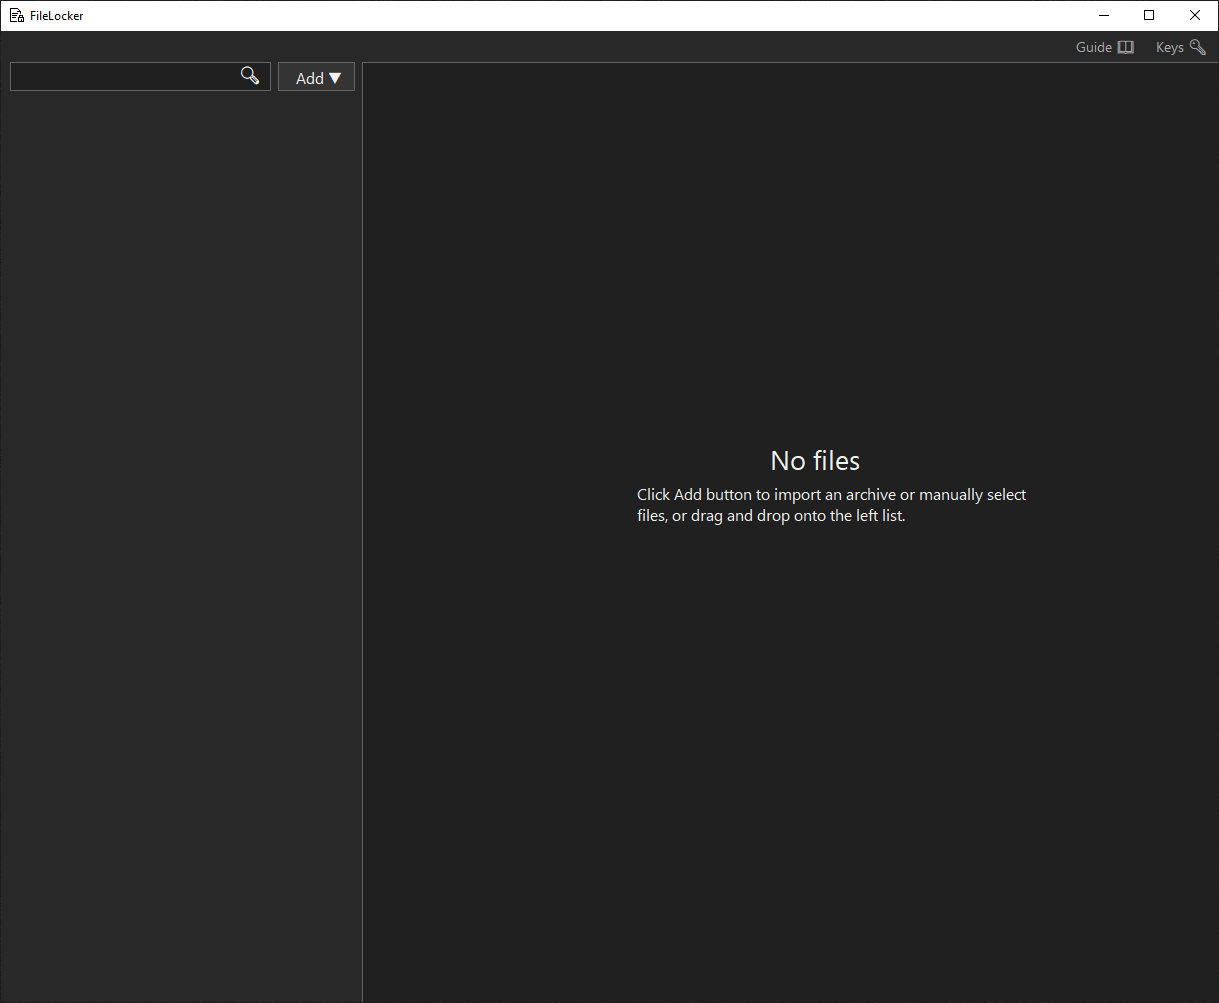 FileLocker
Guide
Keys
Add ▼
No files
Click Add button to import an archive or manually select
files, or drag and drop onto the left list.